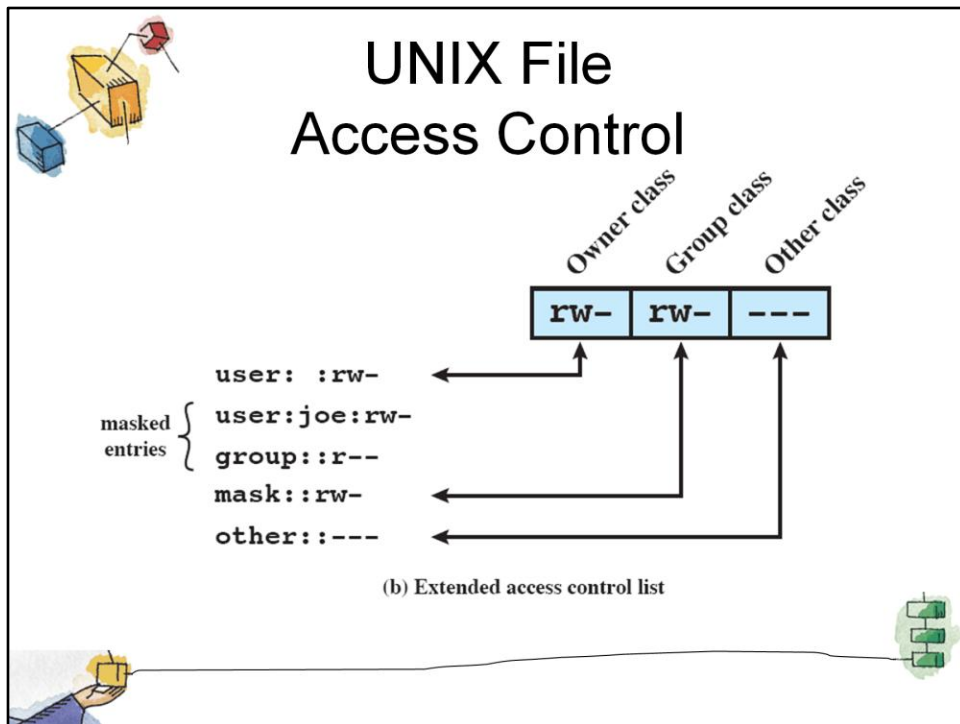 UNIX File
Access Control
Owner class
Group class
Other class
rw- rw- ---
user: :rw-
masked
entries
user:joe:rw-
group::r--
mask::rw-
other::---
(b) Extended access control list